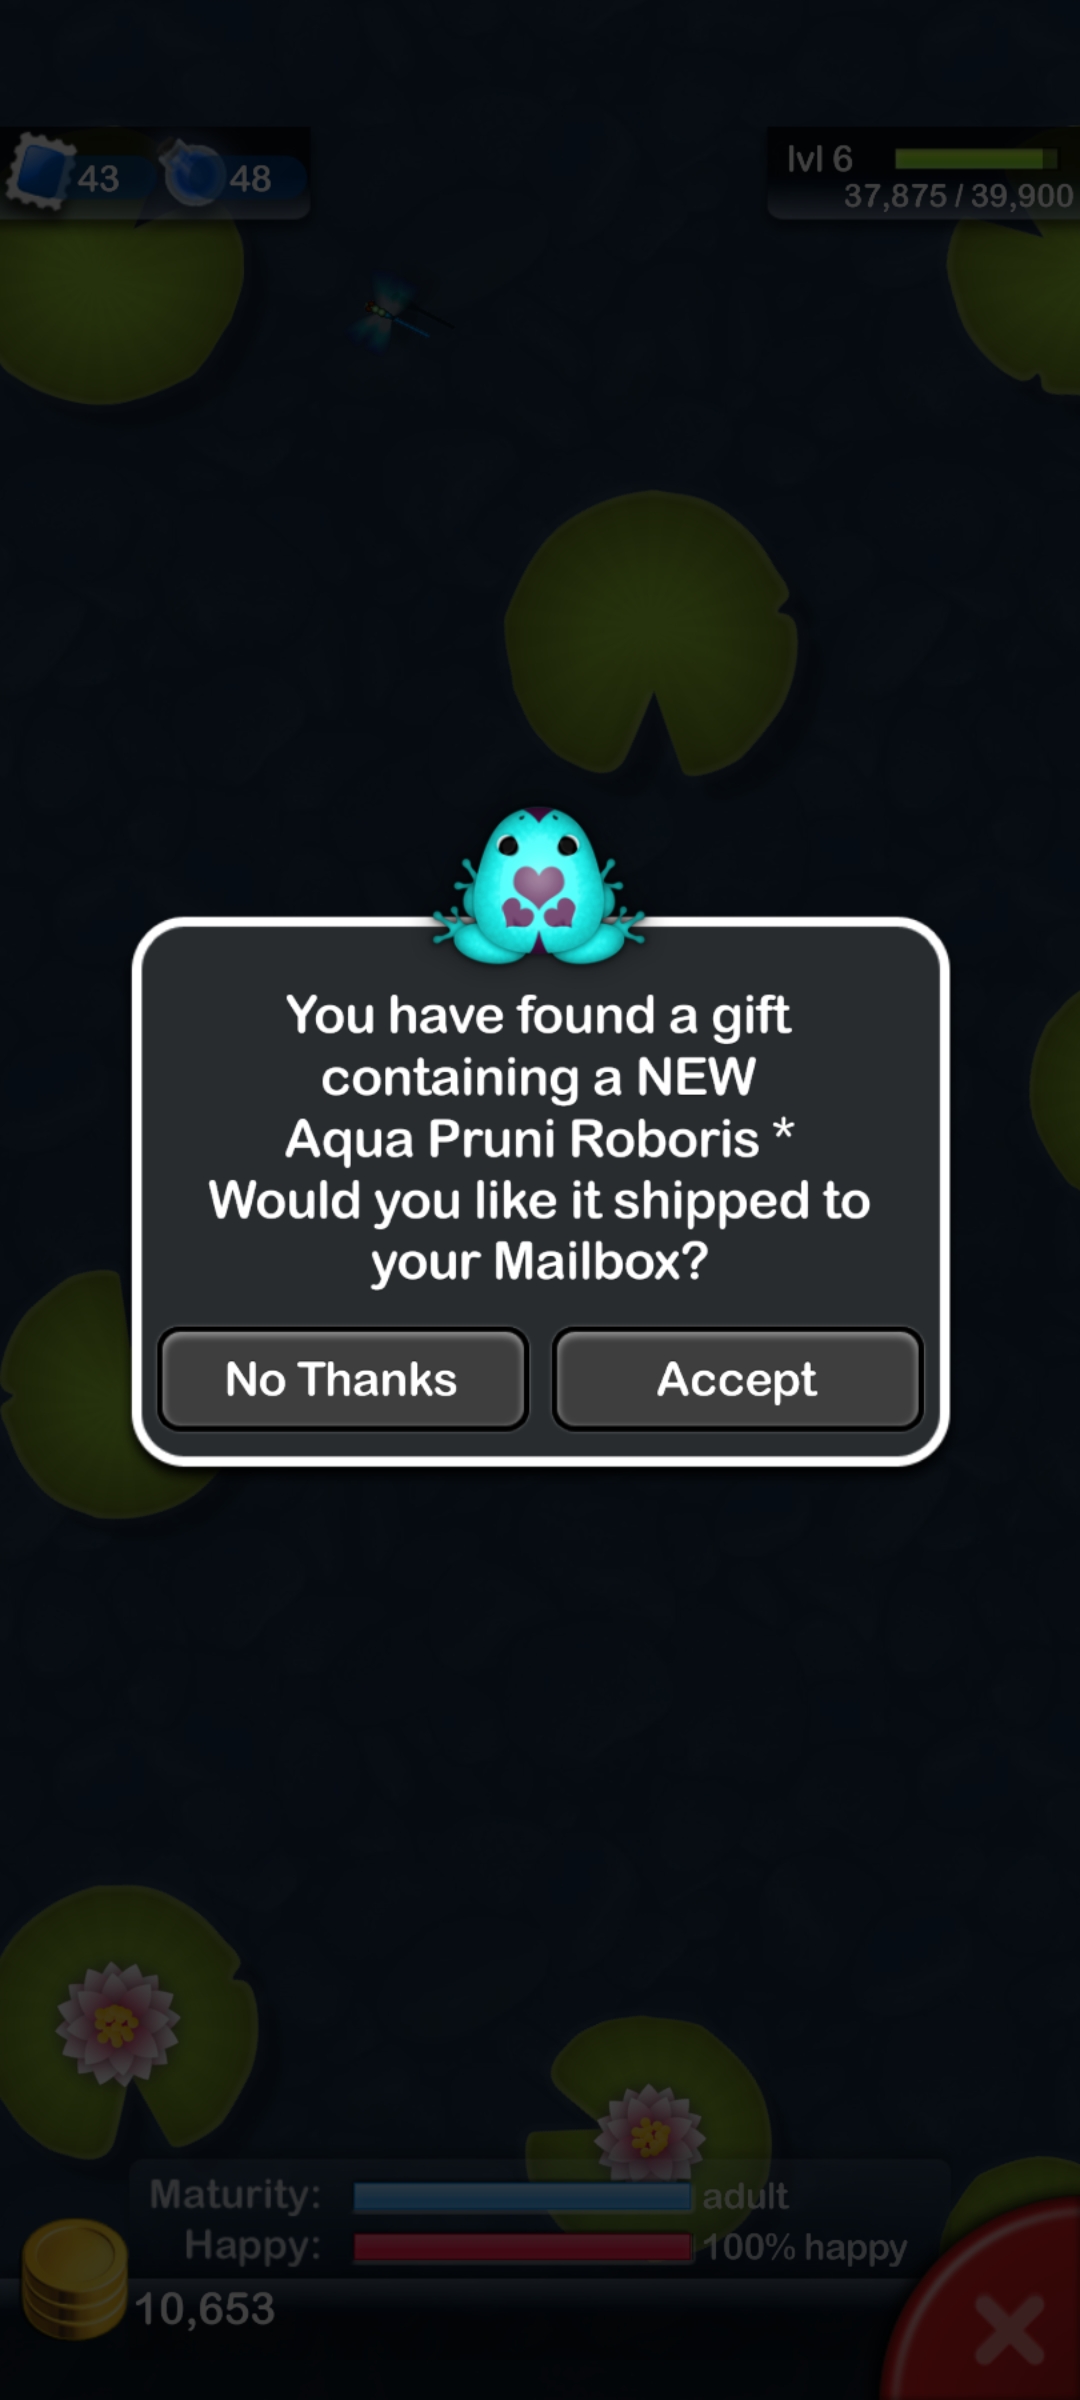 43
48
lvl 6
37,875 / 39,900
You have found a gift
containing a NEW
Aqua Pruni Roboris *
Would you like it shipped to
your Mailbox?
No Thanks
Accept
Maturity:
adult
Happy:
100% happy
10,653